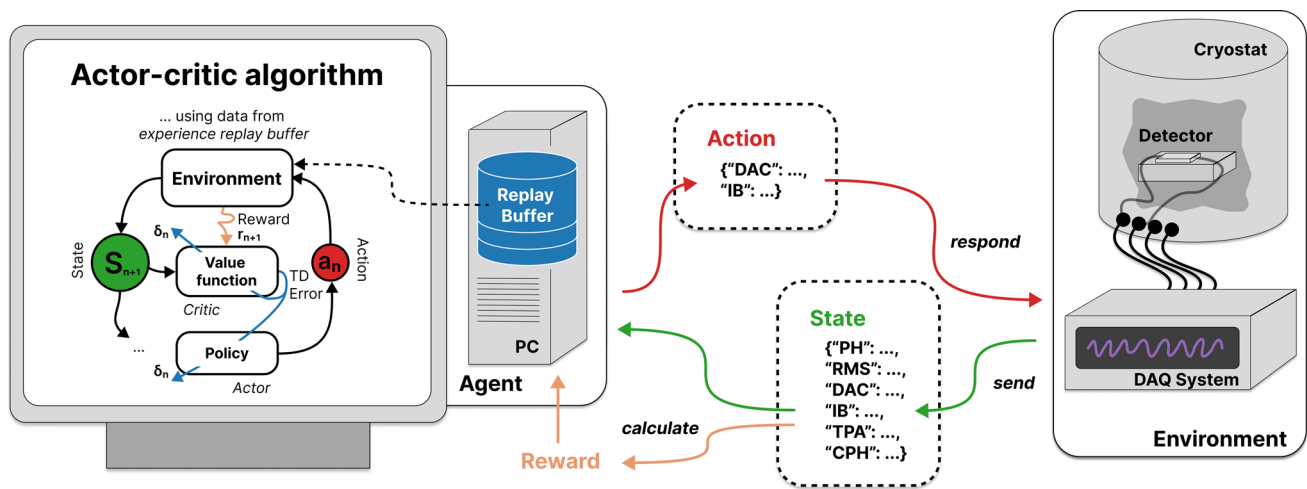 Actor-critic algorithm
... using data from
experience replay buffer
Environment
Reward
r n+1
δn
State
S n+1
Value
function
TD
Error
an
Action
Critic
...
Policy
δn
Actor
Replay
Buffer
PC
Agent
Action
{“DAC”: ...,
“IB”: ...}
respond
State
{“PH”: ...,
“RMS”: ...,
“DAC”: ...,
“IB”: ...,
“TPA”: ...,
“CPH”: ...}
send
calculate
Reward
Cryostat
Detector
DAQ System
Environment